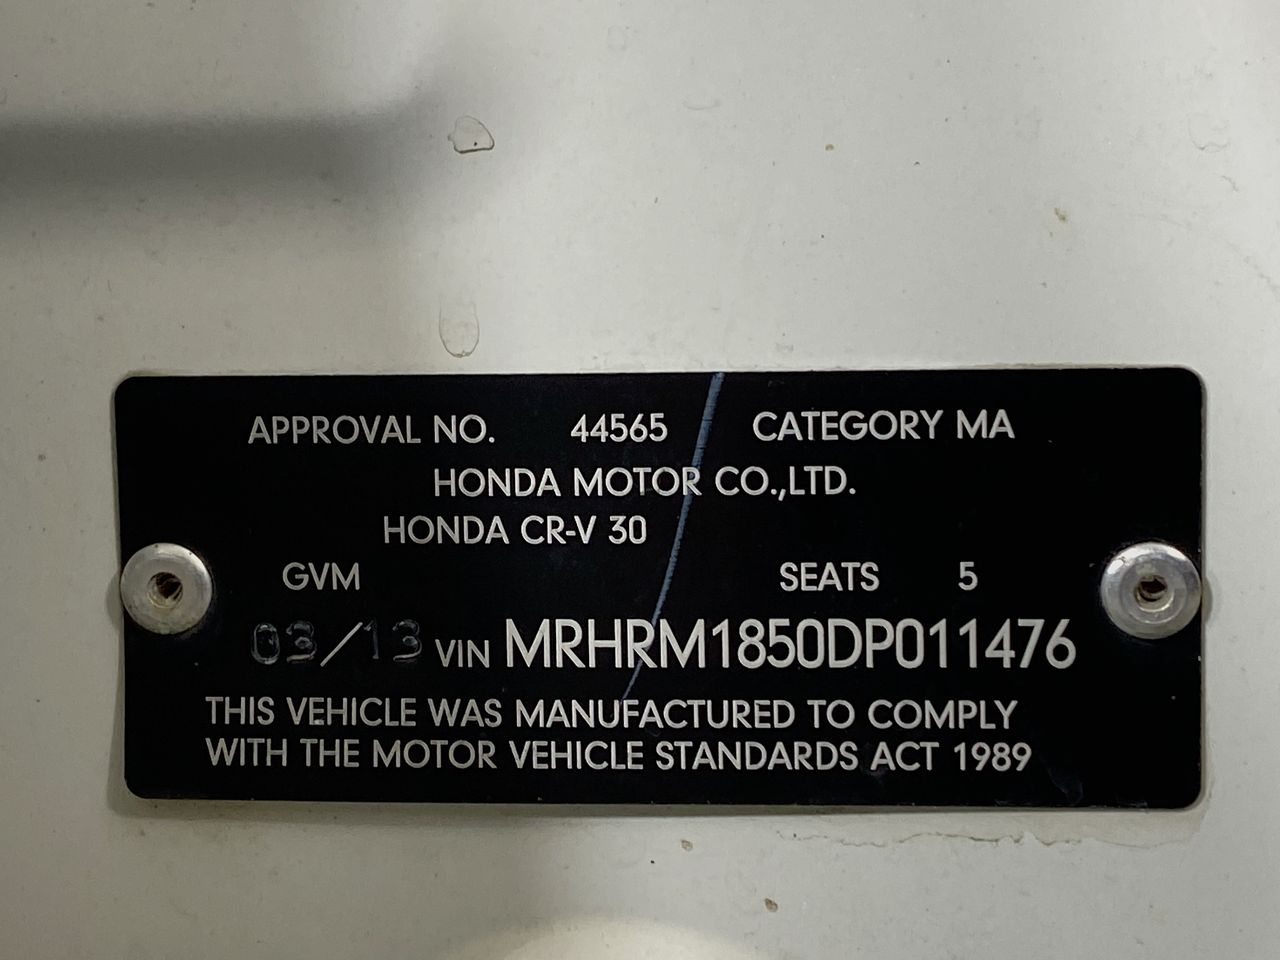 APPROVAL NO. 44565 CATEGORY MA
HONDA MOTOR CO.,LTD.
HONDA CR-V 30
GVM SEATS 5
03/13 VIN MRHRM1850DP011476
THIS VEHICLE WAS MANUFACTURED TO COMPLY
WITH THE MOTOR VEHICLE STANDARDS ACT 1989